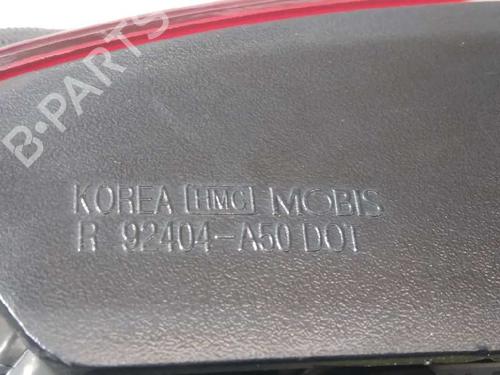 B-PARTS
KOREA HMC MOBIS
R 92404-A50 DOT